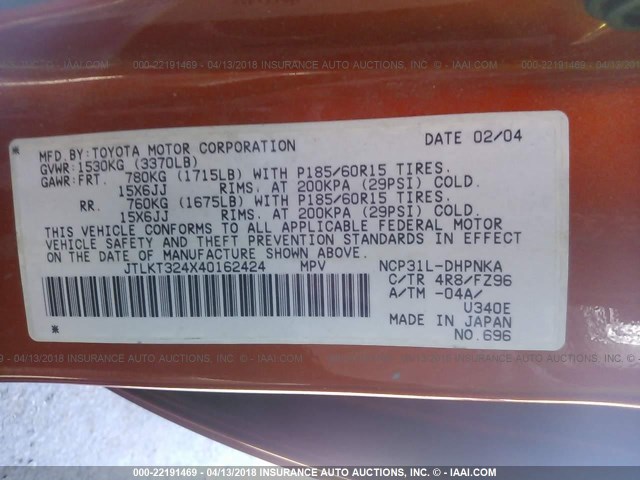 000-22191469 - 04/13/2018 INSURANCE AUTO AUCTIONS, INC. - IAAI.COM
MFD.BY:TOYOTA MOTOR CORPORATION DATE 02/04
GVWR:1530KG (3370LB)
GAWR:FRT. 780KG (1715LB) WITH P185/60R15 TIRES.
15X6JJ RIMS. AT 200KPA (29PSI) COLD.
RR. 760KG (1675LB) WITH P185/60R15 TIRES.
15X6JJ RIMS. AT 200KPA (29PSI) COLD.
THIS VEHICLE CONFORMS TO ALL APPLICABLE FEDERAL MOTOR
VEHICLE SAFETY AND THEFT PREVENTION STANDARDS IN EFFECT
ON THE DATE OF MANUFACTURE SHOWN ABOVE.
JTLKT324X40162424 MPV NCP31L-DHPNKA
C/TR 4R8/FZ96
A/TM -04A/
U340E
MADE IN JAPAN
NO.696
000-22191469 - 04/13/2018 INSURANCE AUTO AUCTIONS, INC. - IAAI.COM